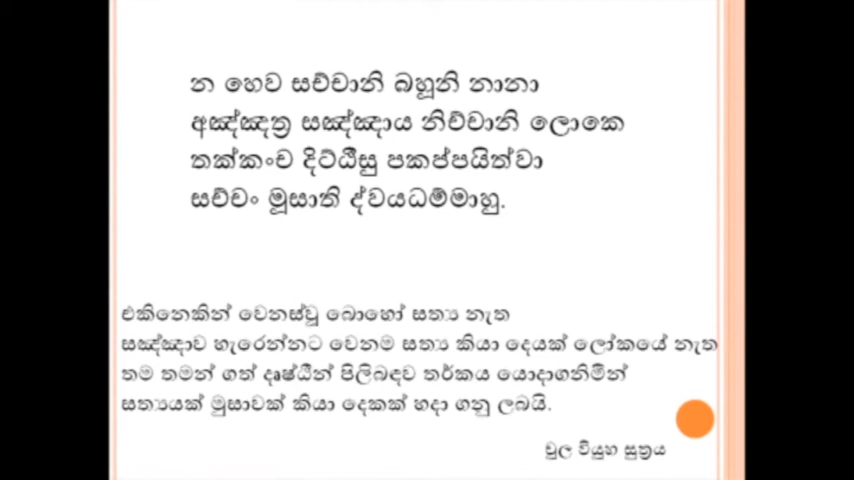 න හෙව සච්චානි බහූනි නානා
අඤ්ඤත්‍ර සඤ්ඤාය නිච්චානි ලොකෙ
තක්කංච දිට්ඨීසු පකප්පයිත්වා
සච්චං මූසාති ද්වයධම්මාහු.
එකිනෙකින් වෙනස්වූ බොහෝ සත්‍ය නැත
සඤ්ඤාව හැරෙන්නට වෙනම සත්‍ය කියා දෙයක් ලෝකයේ නැත
තම තමන් ගත් දෘෂ්ඨීන් පිලිබඳව තර්කය යොදාගනිමින්
සත්‍යයක් මුසාවක් කියා දෙකක් හදා ගනු ලබයි.
චුල වියුහ සුත්‍රය